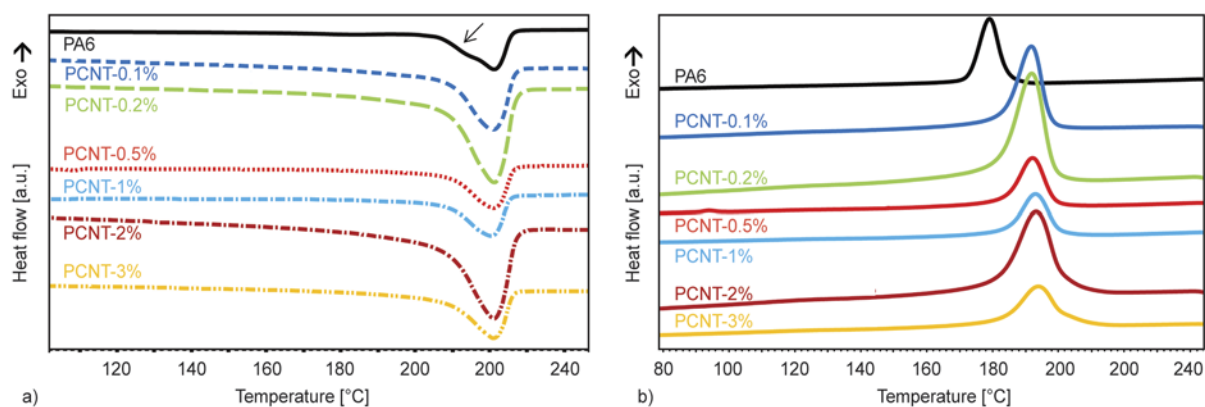 Exo →
Heat flow [a.u.]
PA6
PCNT-0.1%
PCNT-0.2%
PCNT-0.5%
PCNT-1%
PCNT-2%
PCNT-3%
120 140 160 180 200 220 240
a) Temperature [°C]
Exo →
Heat flow [a.u.]
PA6
PCNT-0.1%
PCNT-0.2%
PCNT-0.5%
PCNT-1%
PCNT-2%
PCNT-3%
80 100 120 140 160 180 200 220 240
b) Temperature [°C]